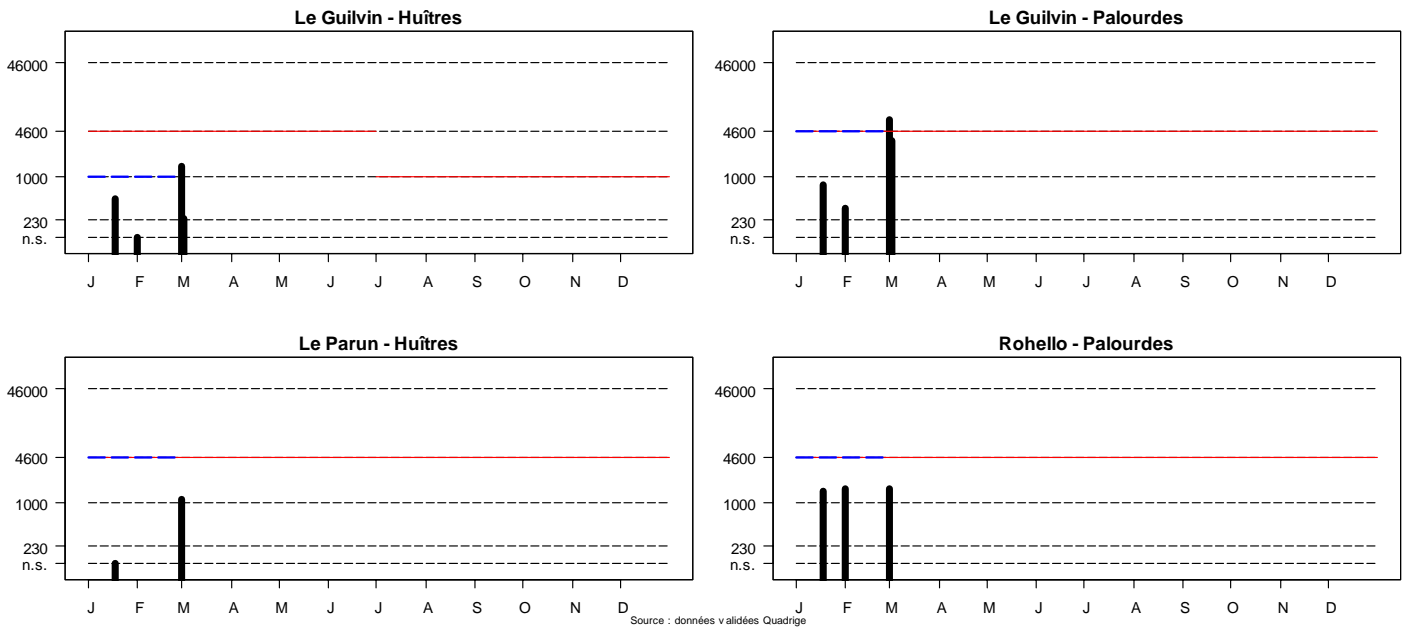 Le Guilvin - Huîtres
46000
4600
1000
230
n.s.
J F M A M J J A S O N D
Le Guilvin - Palourdes
46000
4600
1000
230
n.s.
J F M A M J J A S O N D
Le Parun - Huîtres
46000
4600
1000
230
n.s.
J F M A M J J A S O N D
Rohello - Palourdes
46000
4600
1000
230
n.s.
J F M A M J J A S O N D
Source : données validées Quadrige